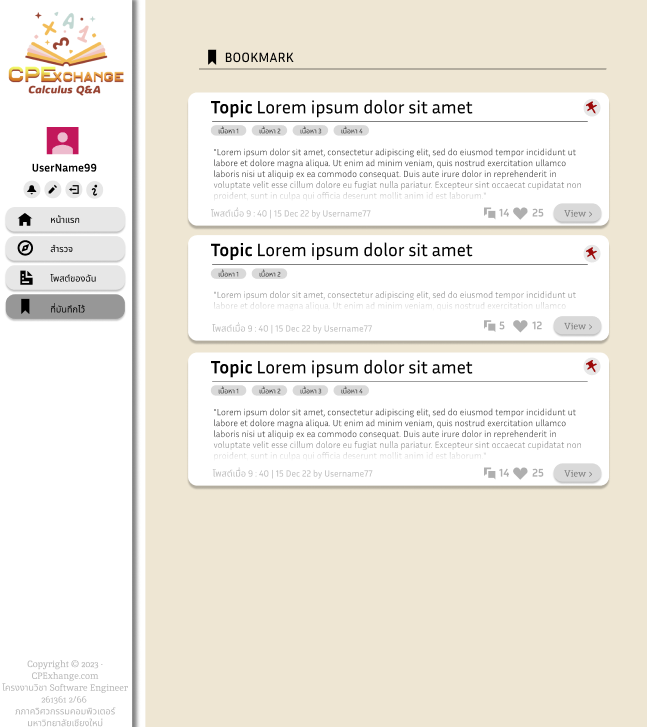 CPExchange
Calculus Q&A
UserName99
หน้าแรก
สำรวจ
โพสต์ของฉัน
ที่บันทึกไว้
Copyright © 2023 ·
CPExhange.com
โครงงานวิชา Software Engineer
261361 2/66
ภาควิศวกรรมคอมพิวเตอร์
มหาวิทยาลัยเชียงใหม่
BOOKMARK
Topic Lorem ipsum dolor sit amet
เนื้อหา 1 เนื้อหา 2 เนื้อหา 3 เนื้อหา 4
"Lorem ipsum dolor sit amet, consectetur adipiscing elit, sed do eiusmod tempor incididunt ut
labore et dolore magna aliqua. Ut enim ad minim veniam, quis nostrud exercitation ullamco
laboris nisi ut aliquip ex ea commodo consequat. Duis aute irure dolor in reprehenderit in
voluptate velit esse cillum dolore eu fugiat nulla pariatur. Excepteur sint occaecat cupidatat non
proident, sunt in culpa qui officia deserunt mollit anim id est laborum."
โพสต์เมื่อ 9 : 40 | 15 Dec 22 by Username77 14 25 View >
Topic Lorem ipsum dolor sit amet
เนื้อหา 1 เนื้อหา 2
"Lorem ipsum dolor sit amet, consectetur adipiscing elit, sed do eiusmod tempor incididunt ut
labore et dolore magna aliqua. Ut enim ad minim veniam, quis nostrud exercitation ullamco
โพสต์เมื่อ 9 : 40 | 15 Dec 22 by Username77 5 12 View >
Topic Lorem ipsum dolor sit amet
เนื้อหา 1 เนื้อหา 2 เนื้อหา 3 เนื้อหา 4
"Lorem ipsum dolor sit amet, consectetur adipiscing elit, sed do eiusmod tempor incididunt ut
labore et dolore magna aliqua. Ut enim ad minim veniam, quis nostrud exercitation ullamco
laboris nisi ut aliquip ex ea commodo consequat. Duis aute irure dolor in reprehenderit in
voluptate velit esse cillum dolore eu fugiat nulla pariatur. Excepteur sint occaecat cupidatat non
proident, sunt in culpa qui officia deserunt mollit anim id est laborum."
โพสต์เมื่อ 9 : 40 | 15 Dec 22 by Username77 14 25 View >